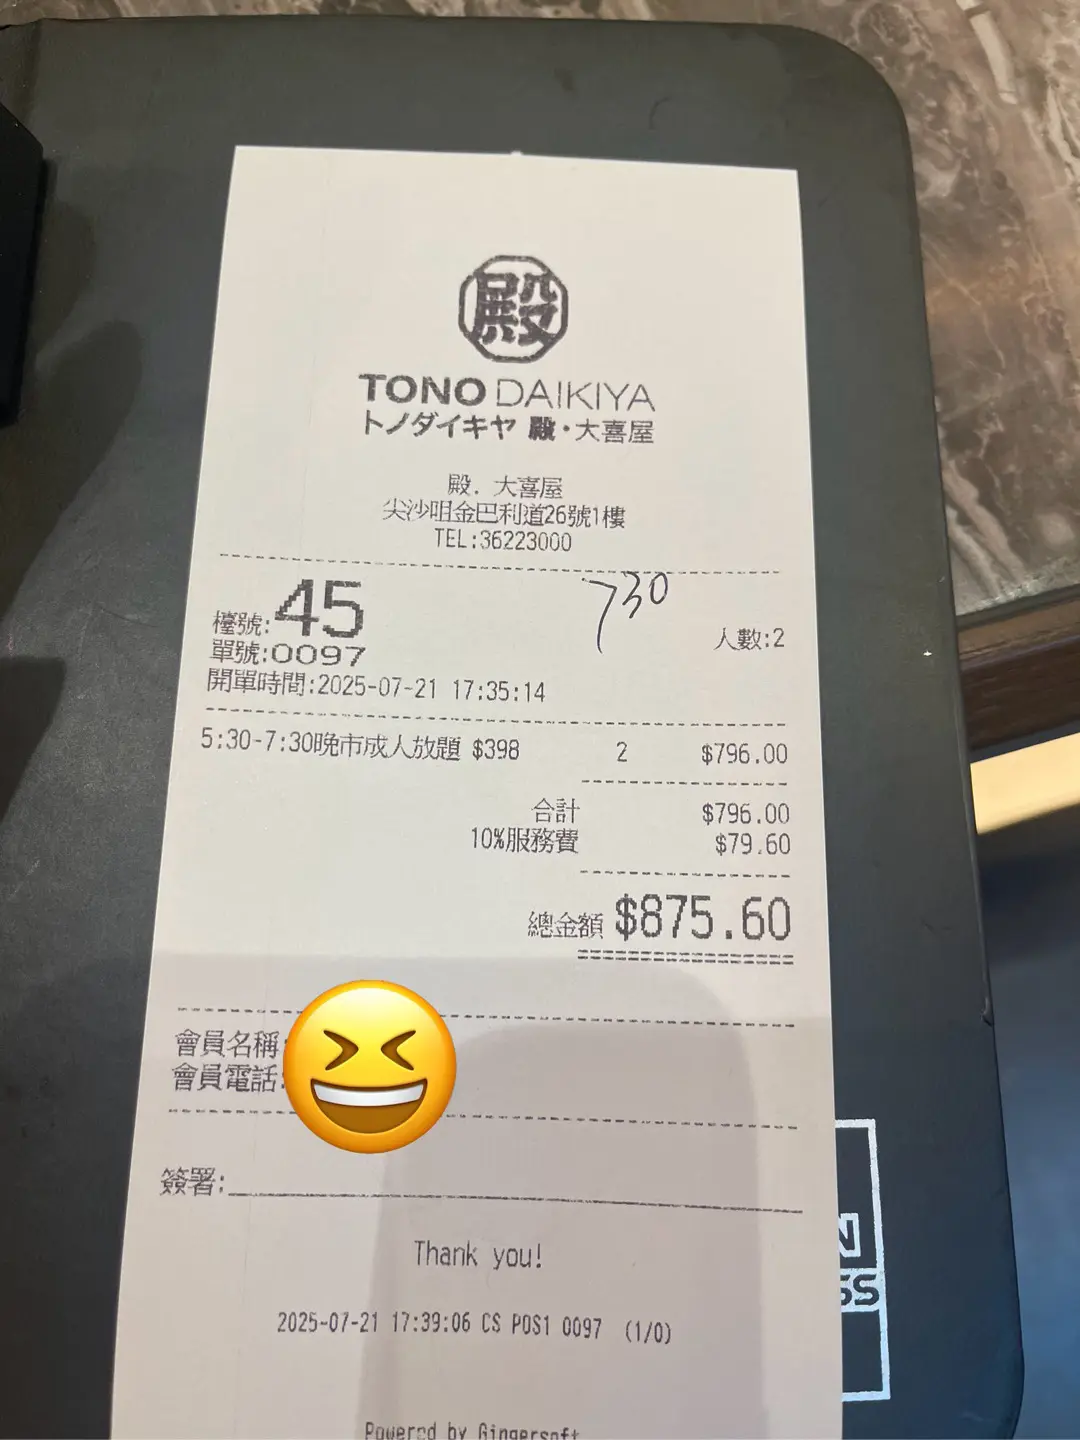 殿
TONO DAIKIYA
トノダイキヤ 殿・大喜屋
殿. 大喜屋
尖沙咀金巴利道26號1樓
TEL:36223000
730
檯號:45
人數:2
單號:0097
開單時間:2025-07-21 17:35:14
5:30-7:30晚市成人放題 $398 2 $796.00
合計 $796.00
10%服務費 $79.60
總金額 $875.60
會員名稱:
會員電話:
簽署:
Thank you!
2025-07-21 17:39:06 CS POS1 0097 (1/0)
Powered by Gingersoft